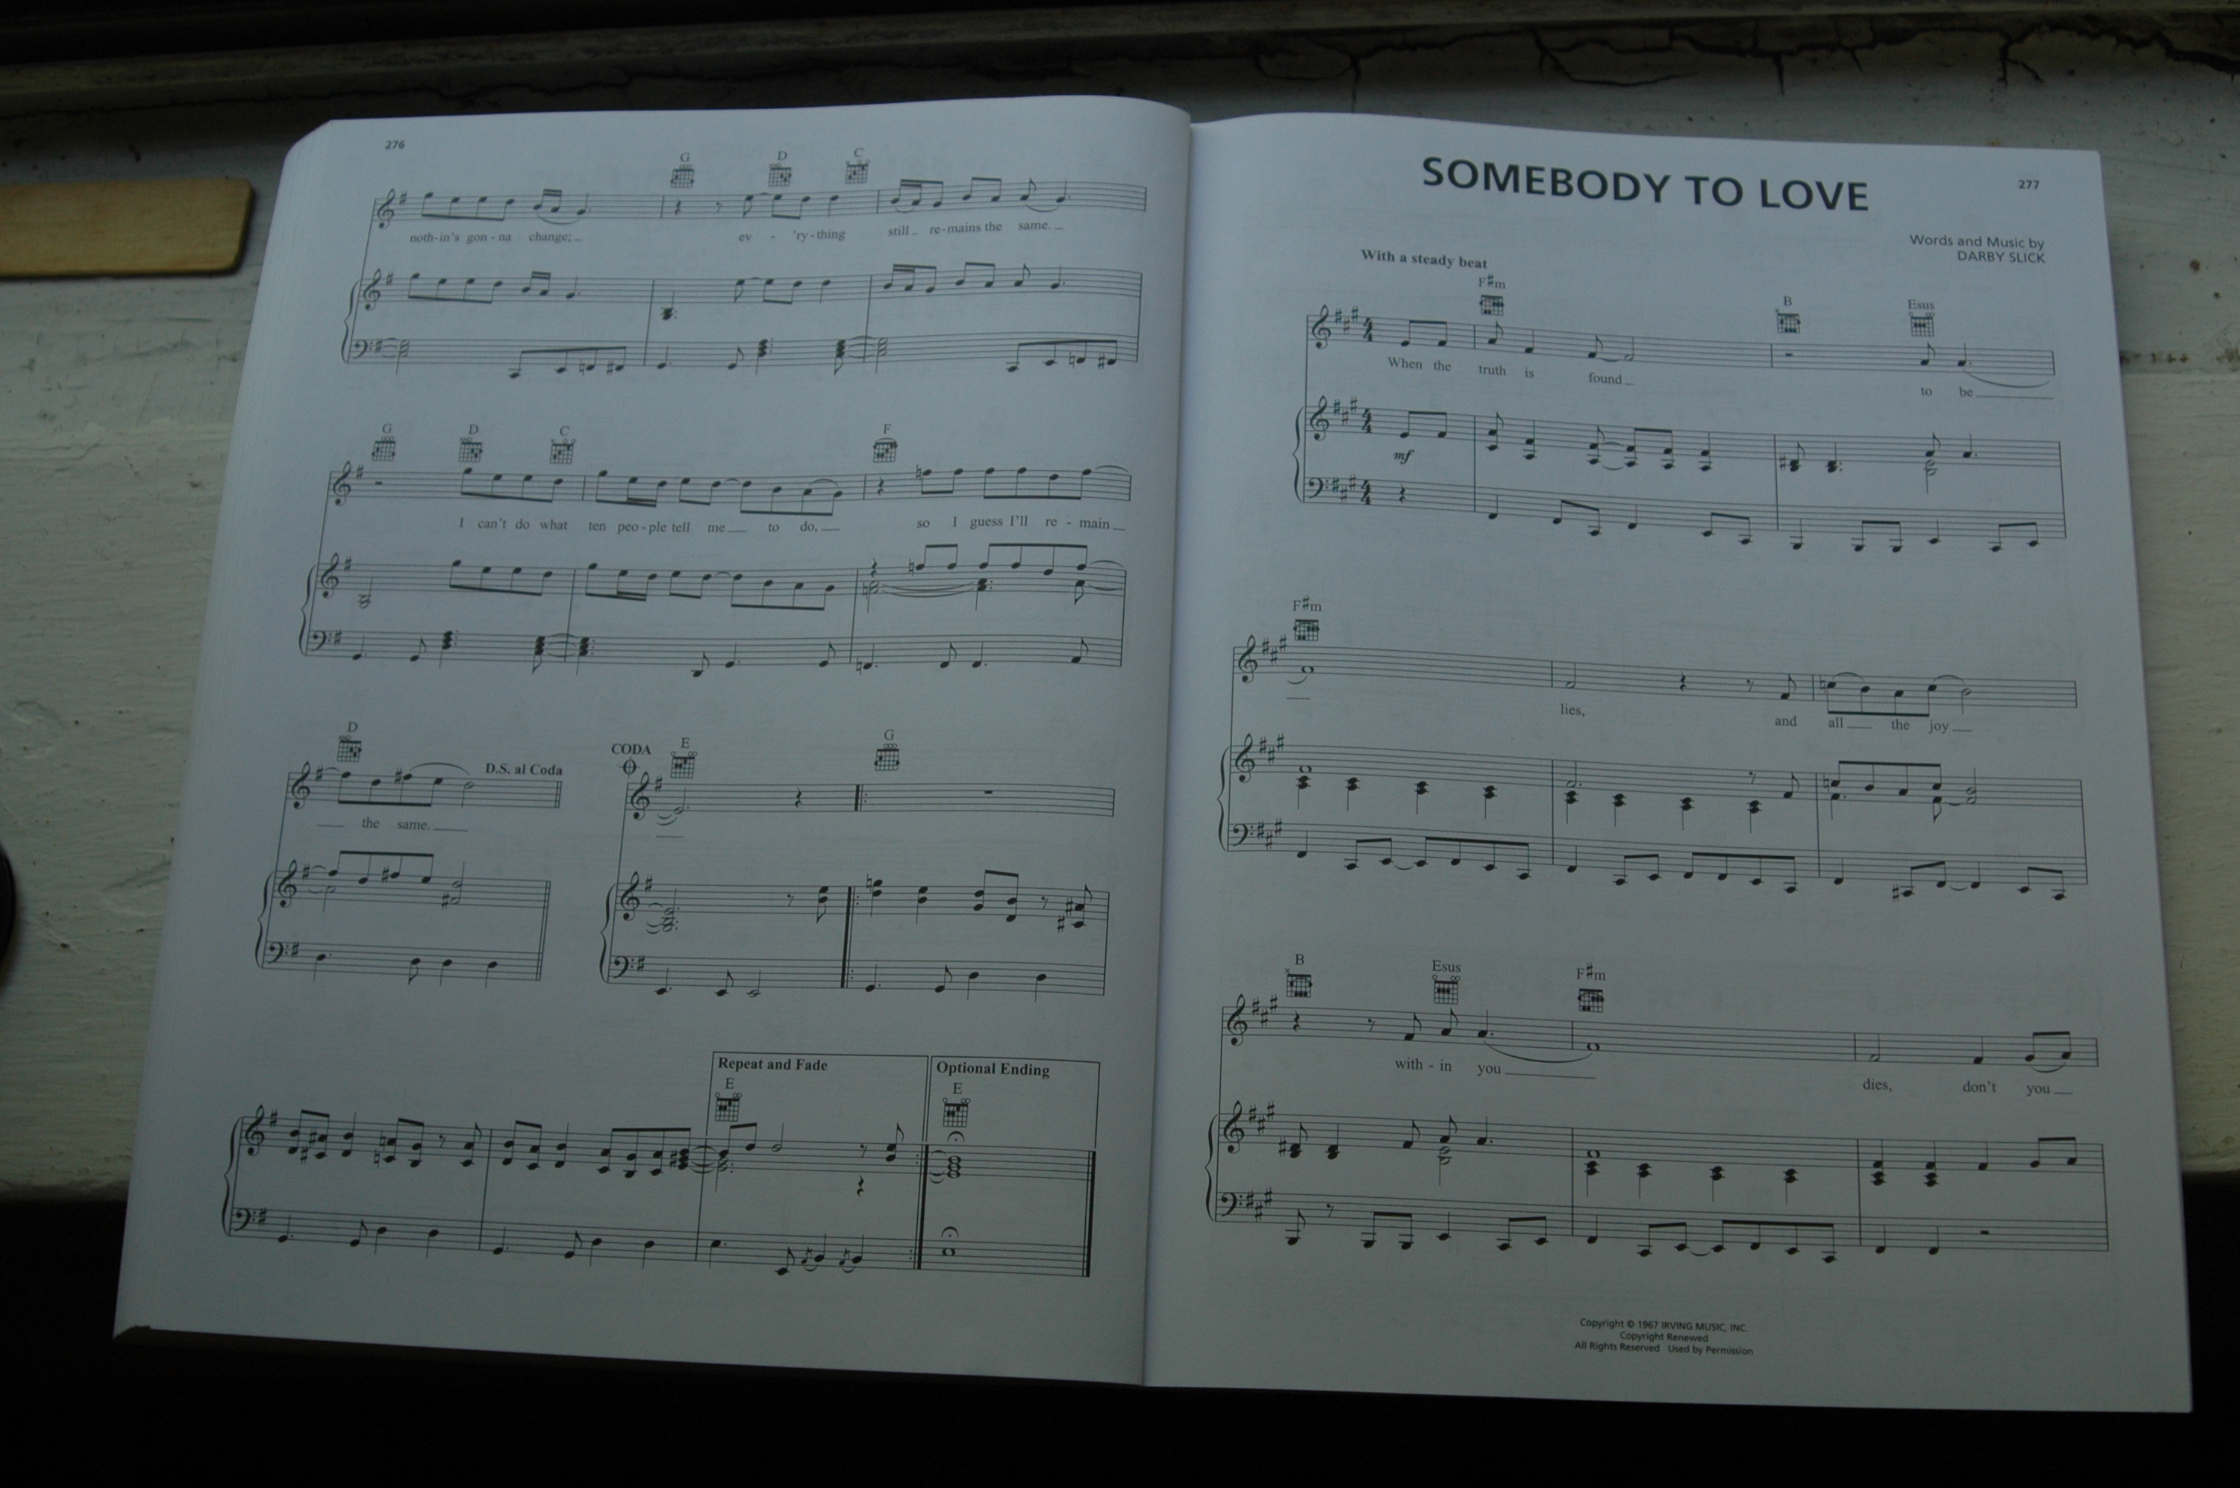 276
G D C
noth-in's gon - na change; ev - 'ry-thing still re-mains the same.
G D C F
I can't do what ten peo - ple tell me to do, so I guess I'll re - main
D
D.S. al Coda
CODA E G
the same.
Repeat and Fade Optional Ending
E E
277
SOMEBODY TO LOVE
Words and Music by
DARBY SLICK
With a steady beat
F#m B Esus
When the truth is found to be
mf
F#m
lies, and all the joy
B Esus F#m
with - in you dies, don't you
Copyright © 1967 IRVING MUSIC, INC.
Copyright Renewed
All Rights Reserved Used by Permission